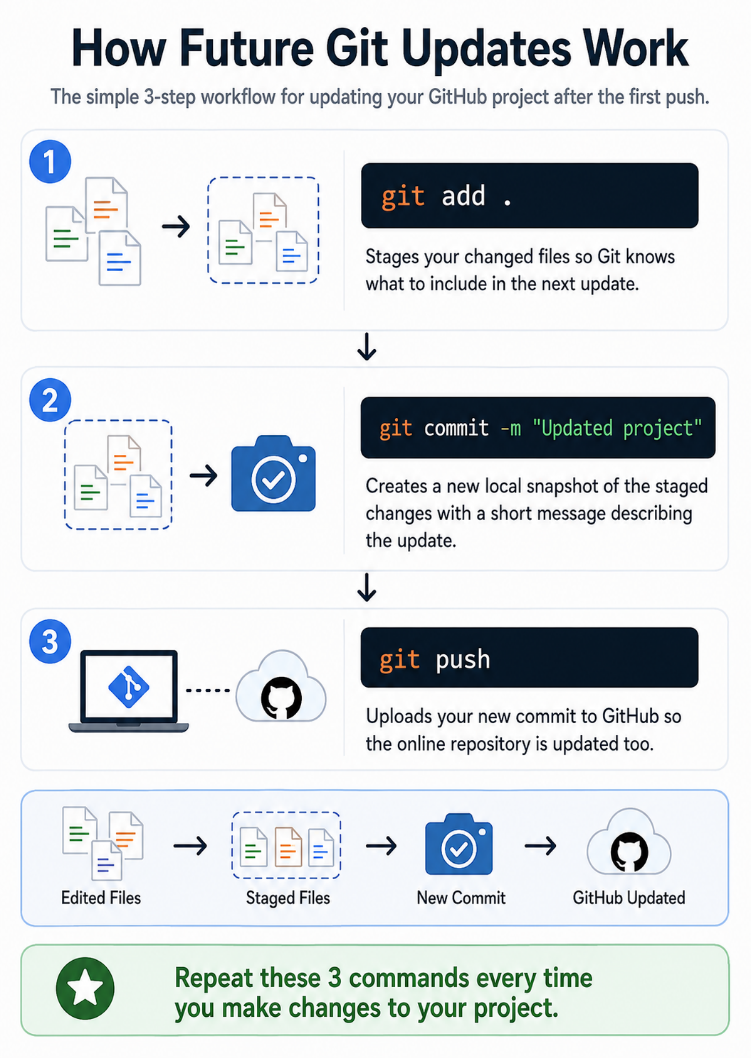 How Future Git Updates Work
The simple 3-step workflow for updating your GitHub project after the first push.
1
git add .
Stages your changed files so Git knows
what to include in the next update.
2
git commit -m "Updated project"
Creates a new local snapshot of the staged
changes with a short message describing
the update.
3
git push
Uploads your new commit to GitHub so
the online repository is updated too.
Edited Files
Staged Files
New Commit
GitHub Updated
Repeat these 3 commands every time
you make changes to your project.